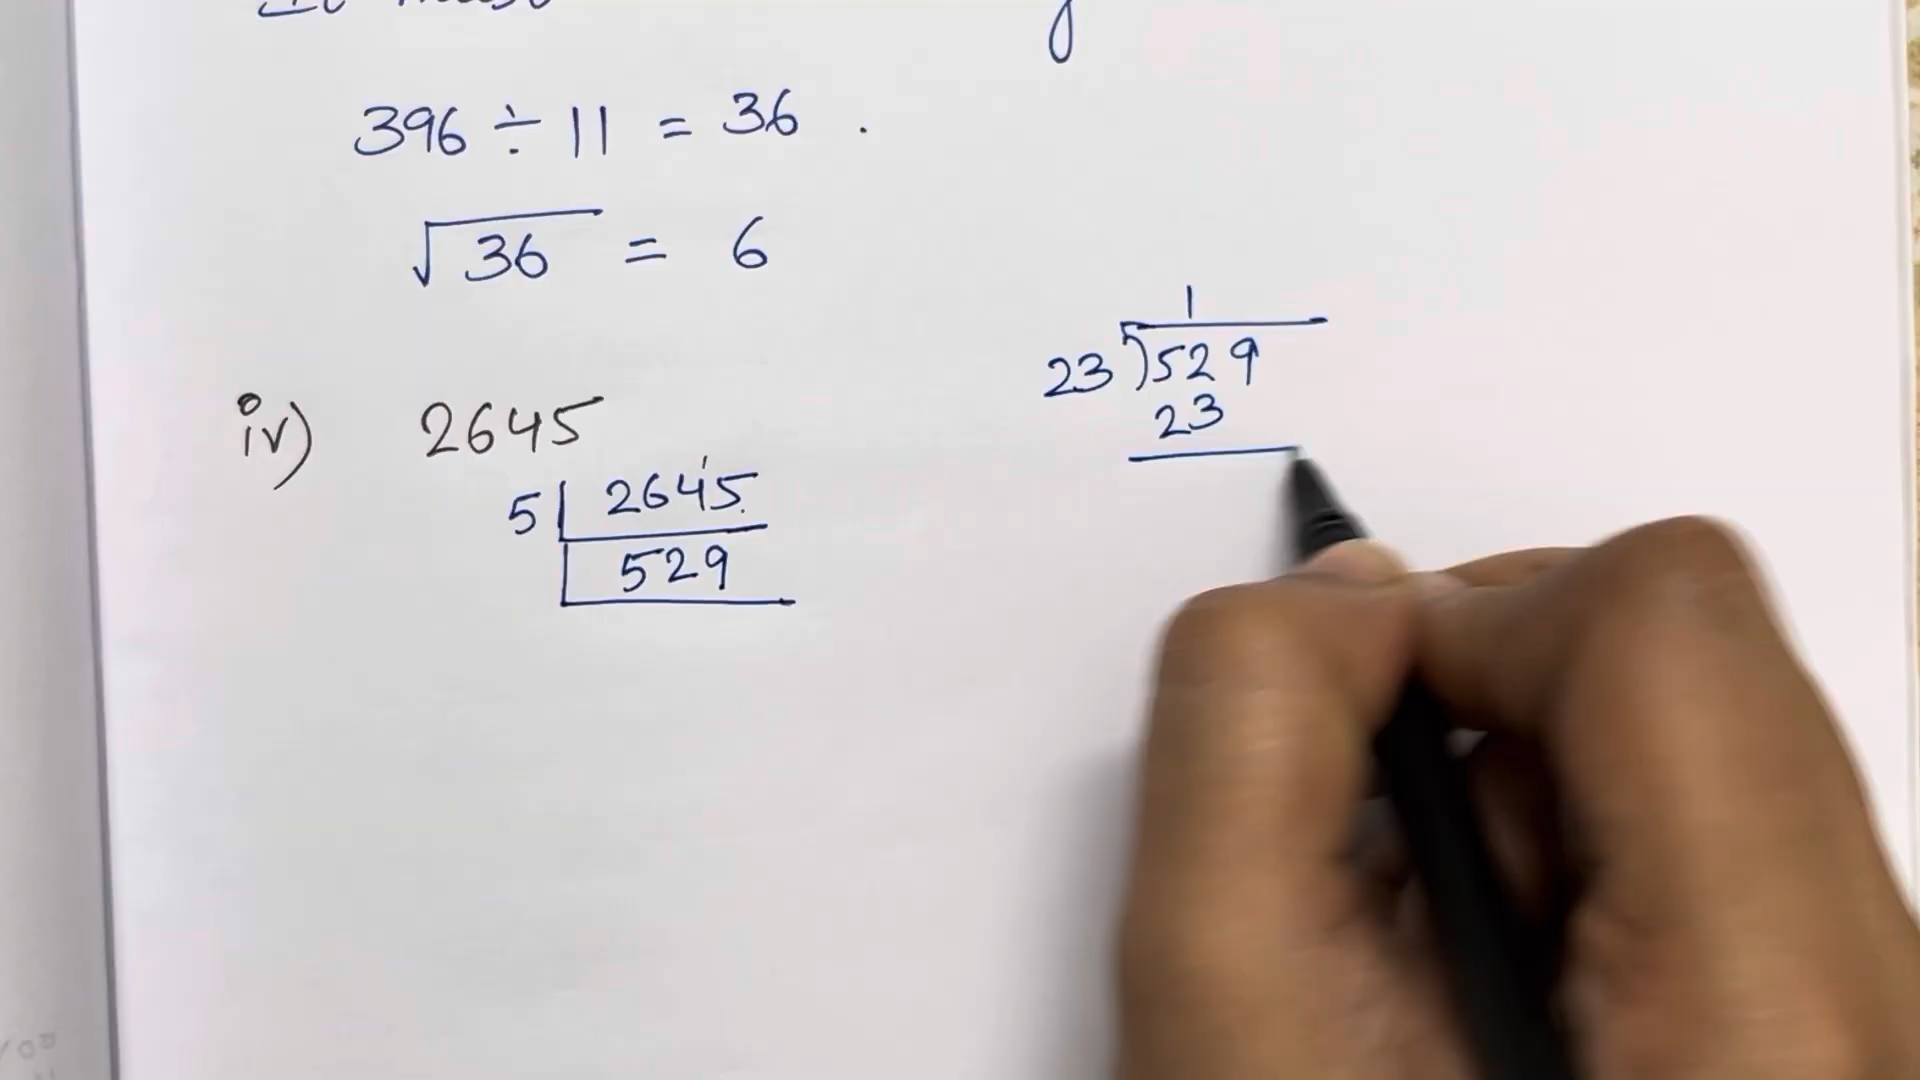 396 ÷ 11 = 36 .
√36 = 6
iv) 2645
5 | 2645
529
1
23 ) 529
23